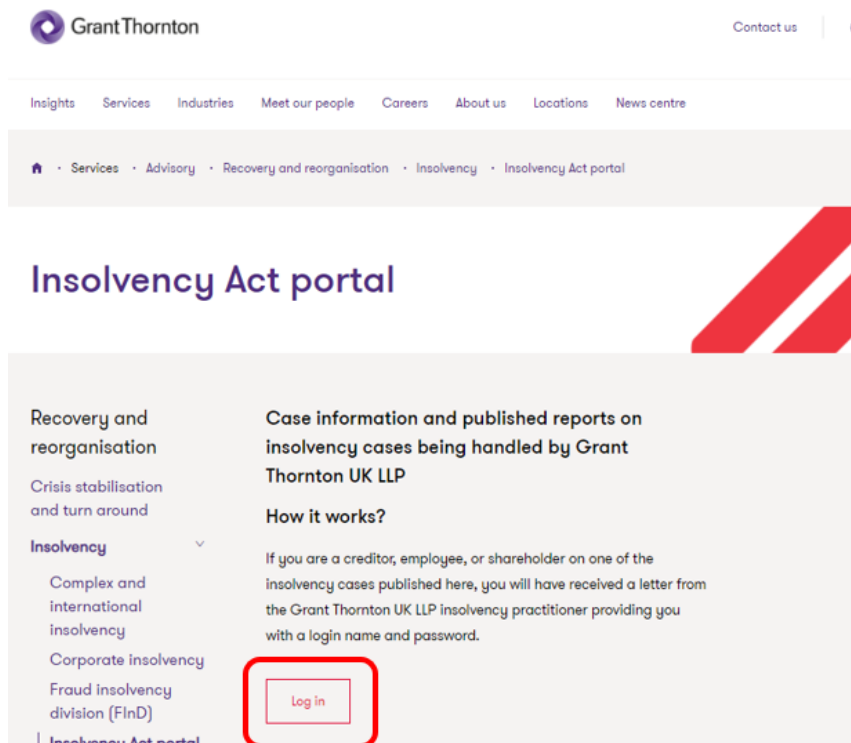 Grant Thornton
Contact us
Insights Services Industries Meet our people Careers About us Locations News centre
· Services · Advisory · Recovery and reorganisation · Insolvency · Insolvency Act portal
Insolvency Act portal
Recovery and
reorganisation
Crisis stabilisation
and turn around
Insolvency
Complex and
international
insolvency
Corporate insolvency
Fraud insolvency
division (FInD)
Insolvency Act portal
Case information and published reports on
insolvency cases being handled by Grant
Thornton UK LLP
How it works?
If you are a creditor, employee, or shareholder on one of the
insolvency cases published here, you will have received a letter from
the Grant Thornton UK LLP insolvency practitioner providing you
with a login name and password.
Log in